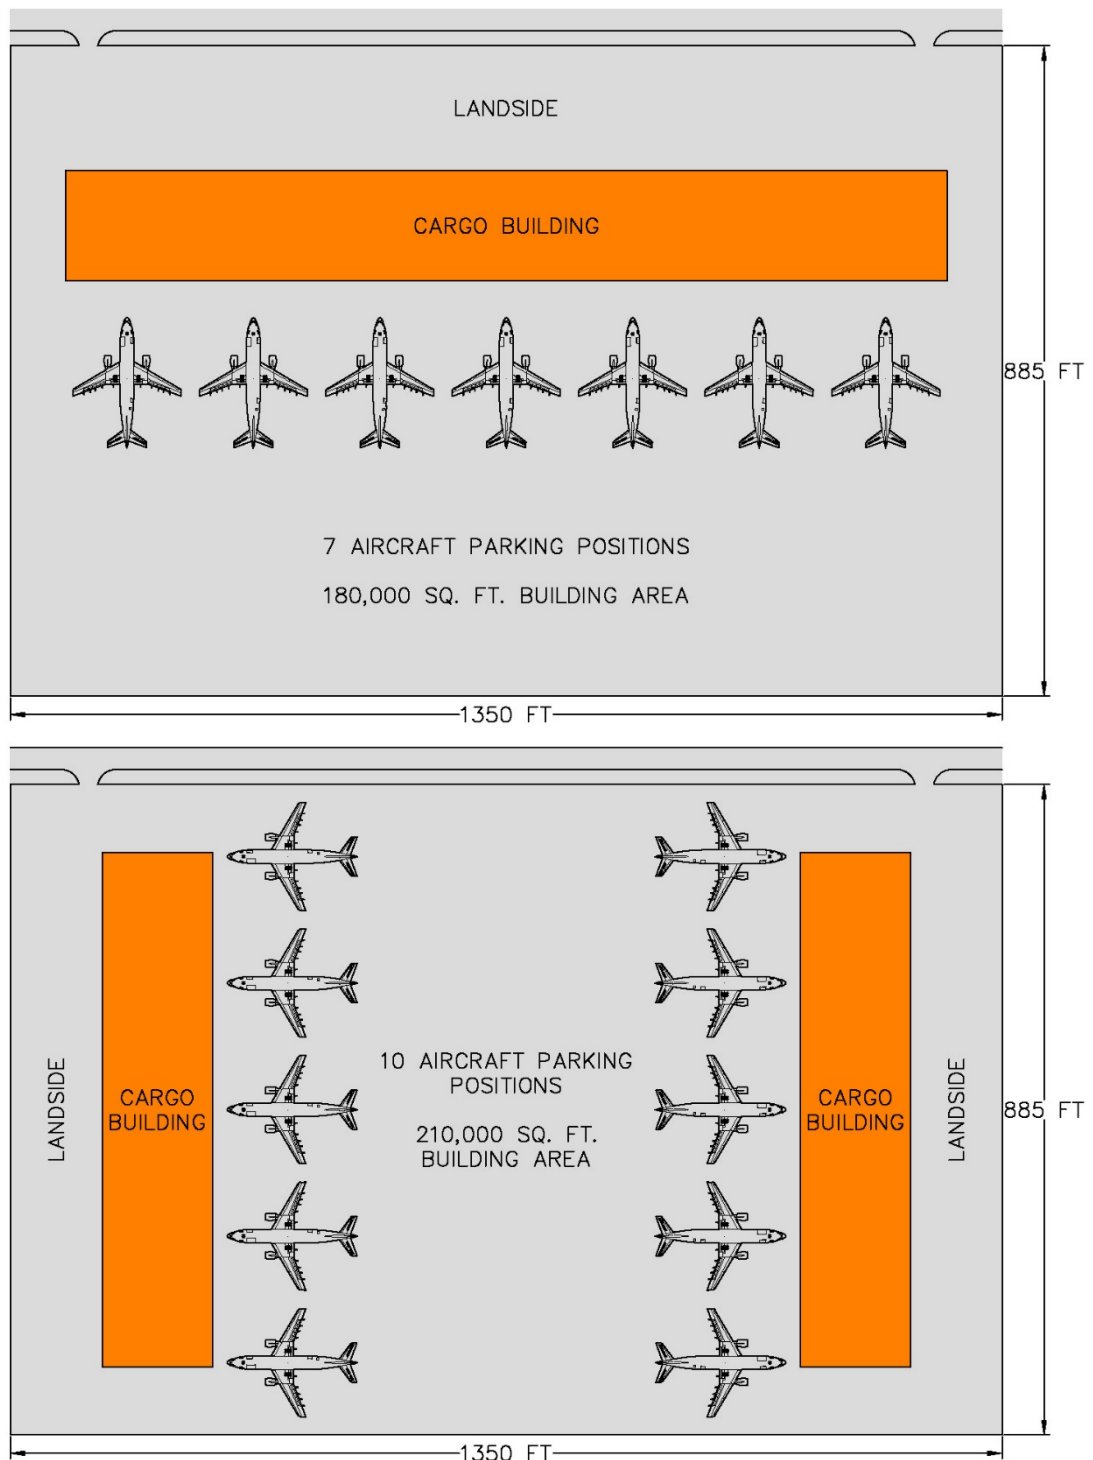 LANDSIDE
CARGO BUILDING
885 FT
7 AIRCRAFT PARKING POSITIONS
180,000 SQ. FT. BUILDING AREA
1350 FT
10 AIRCRAFT PARKING
POSITIONS
210,000 SQ. FT.
BUILDING AREA
LANDSIDE
CARGO
BUILDING
CARGO
BUILDING
LANDSIDE
885 FT
1350 FT